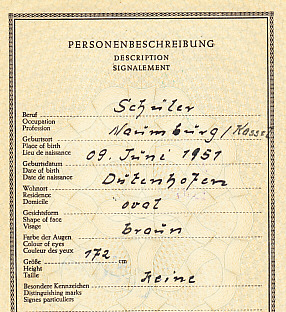 PERSONENBESCHREIBUNG
DESCRIPTION
SIGNALEMENT
Beruf Schüler
Occupation
Profession
Geburtsort Naumburg/Kassel
Place of birth
Lieu de naissance
Geburtsdatum 09. Juni 1951
Date of birth
Date de naissance
Wohnort Dutenhofen
Residence
Domicile
Gesichtsform oval
Shape of face
Visage
Farbe der Augen braun
Colour of eyes
Couleur des yeux
Größe 172 cm
Height
Taille
Besondere Kennzeichen Keine
Distinguishing marks
Signes particuliers